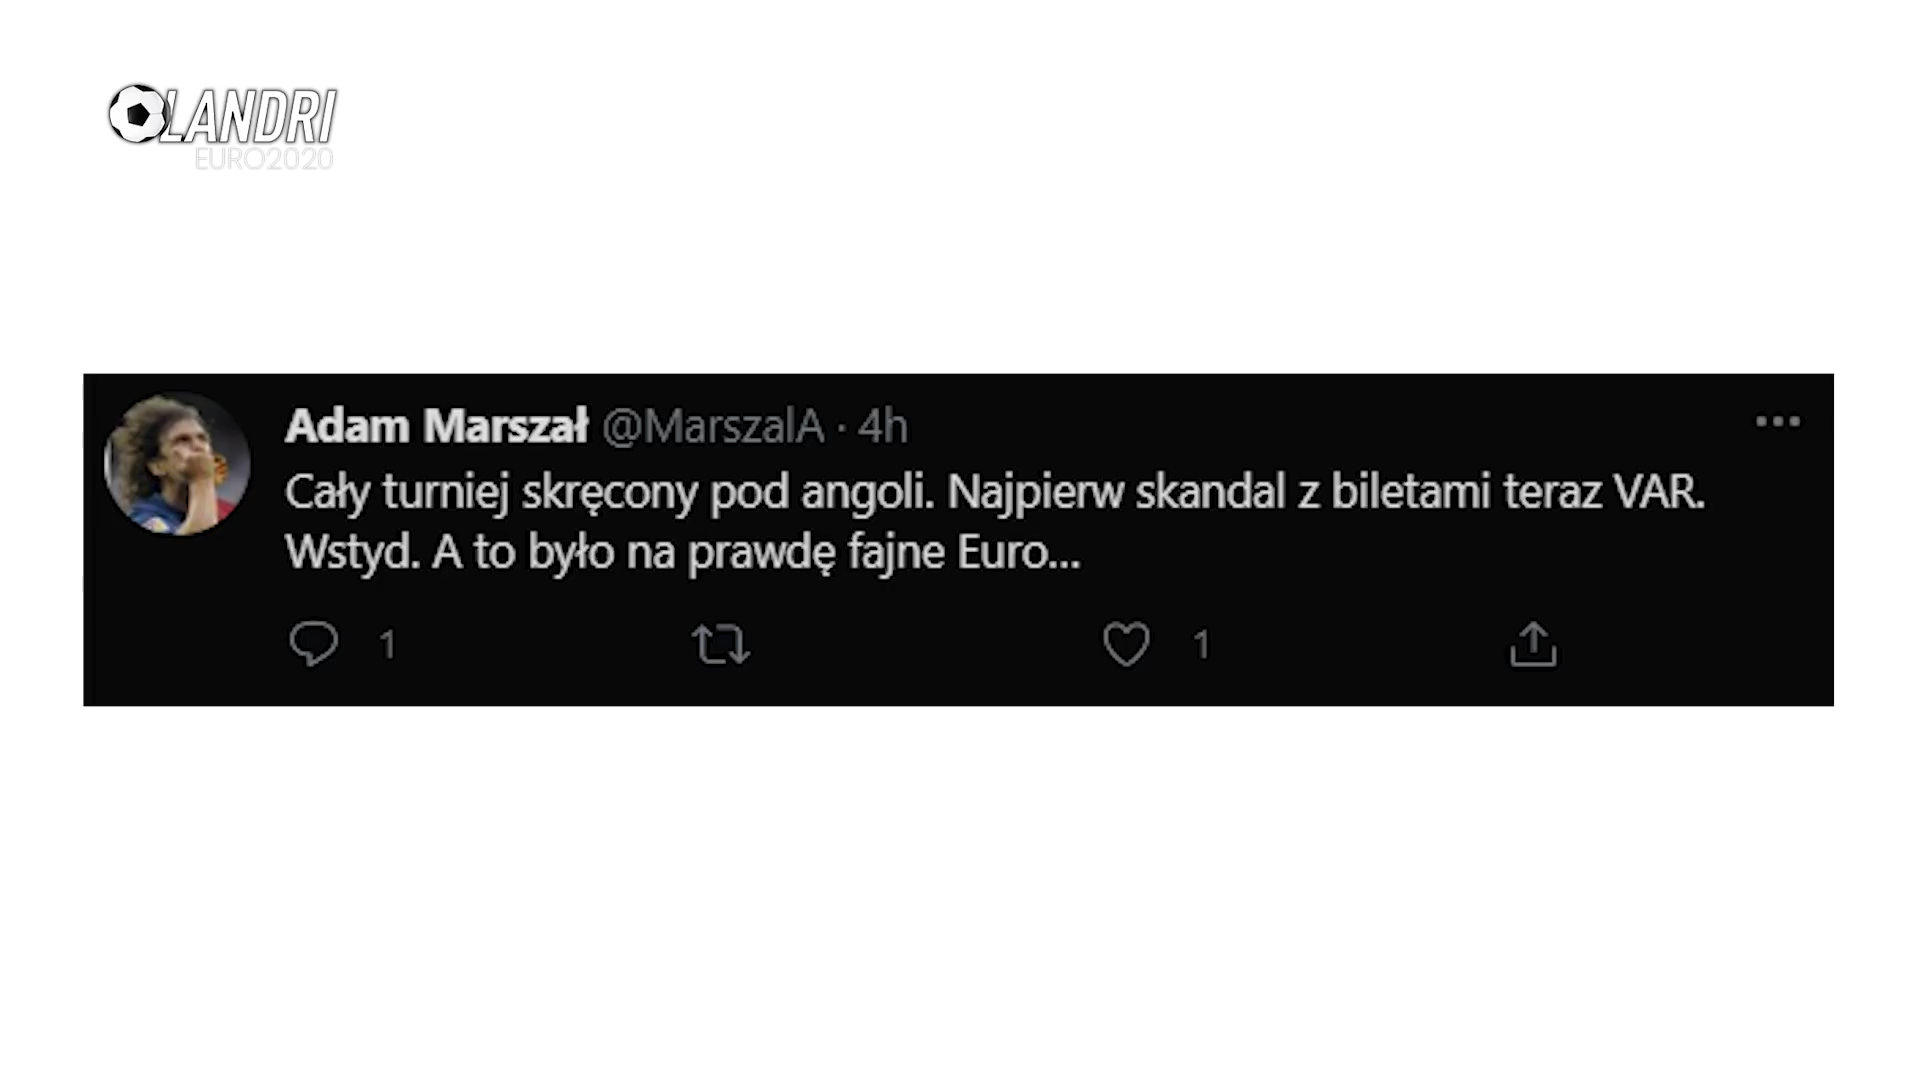 OLANDRI
EURO2020
Adam Marszał @MarszalA · 4h
Cały turniej skręcony pod angoli. Najpierw skandal z biletami teraz VAR.
Wstyd. A to było na prawdę fajne Euro...
1 1